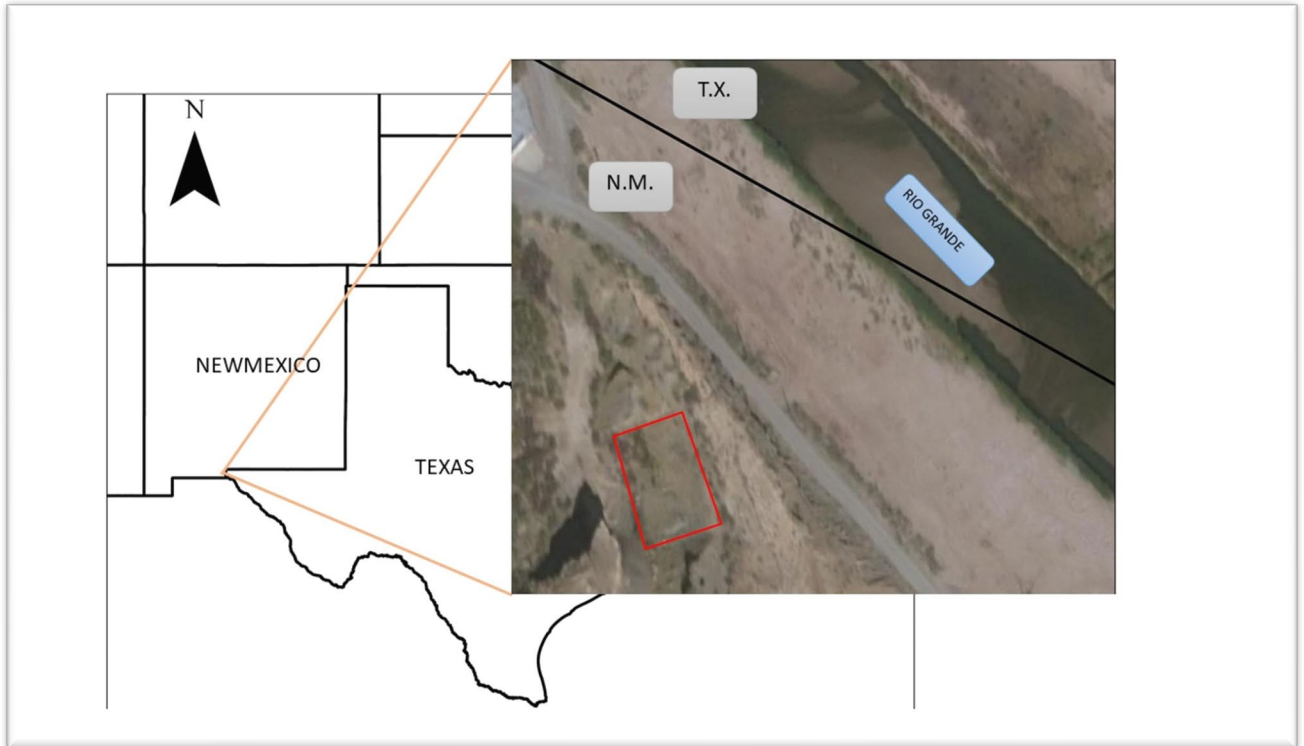 N
T.X.
N.M.
RIO GRANDE
NEWMEXICO
TEXAS